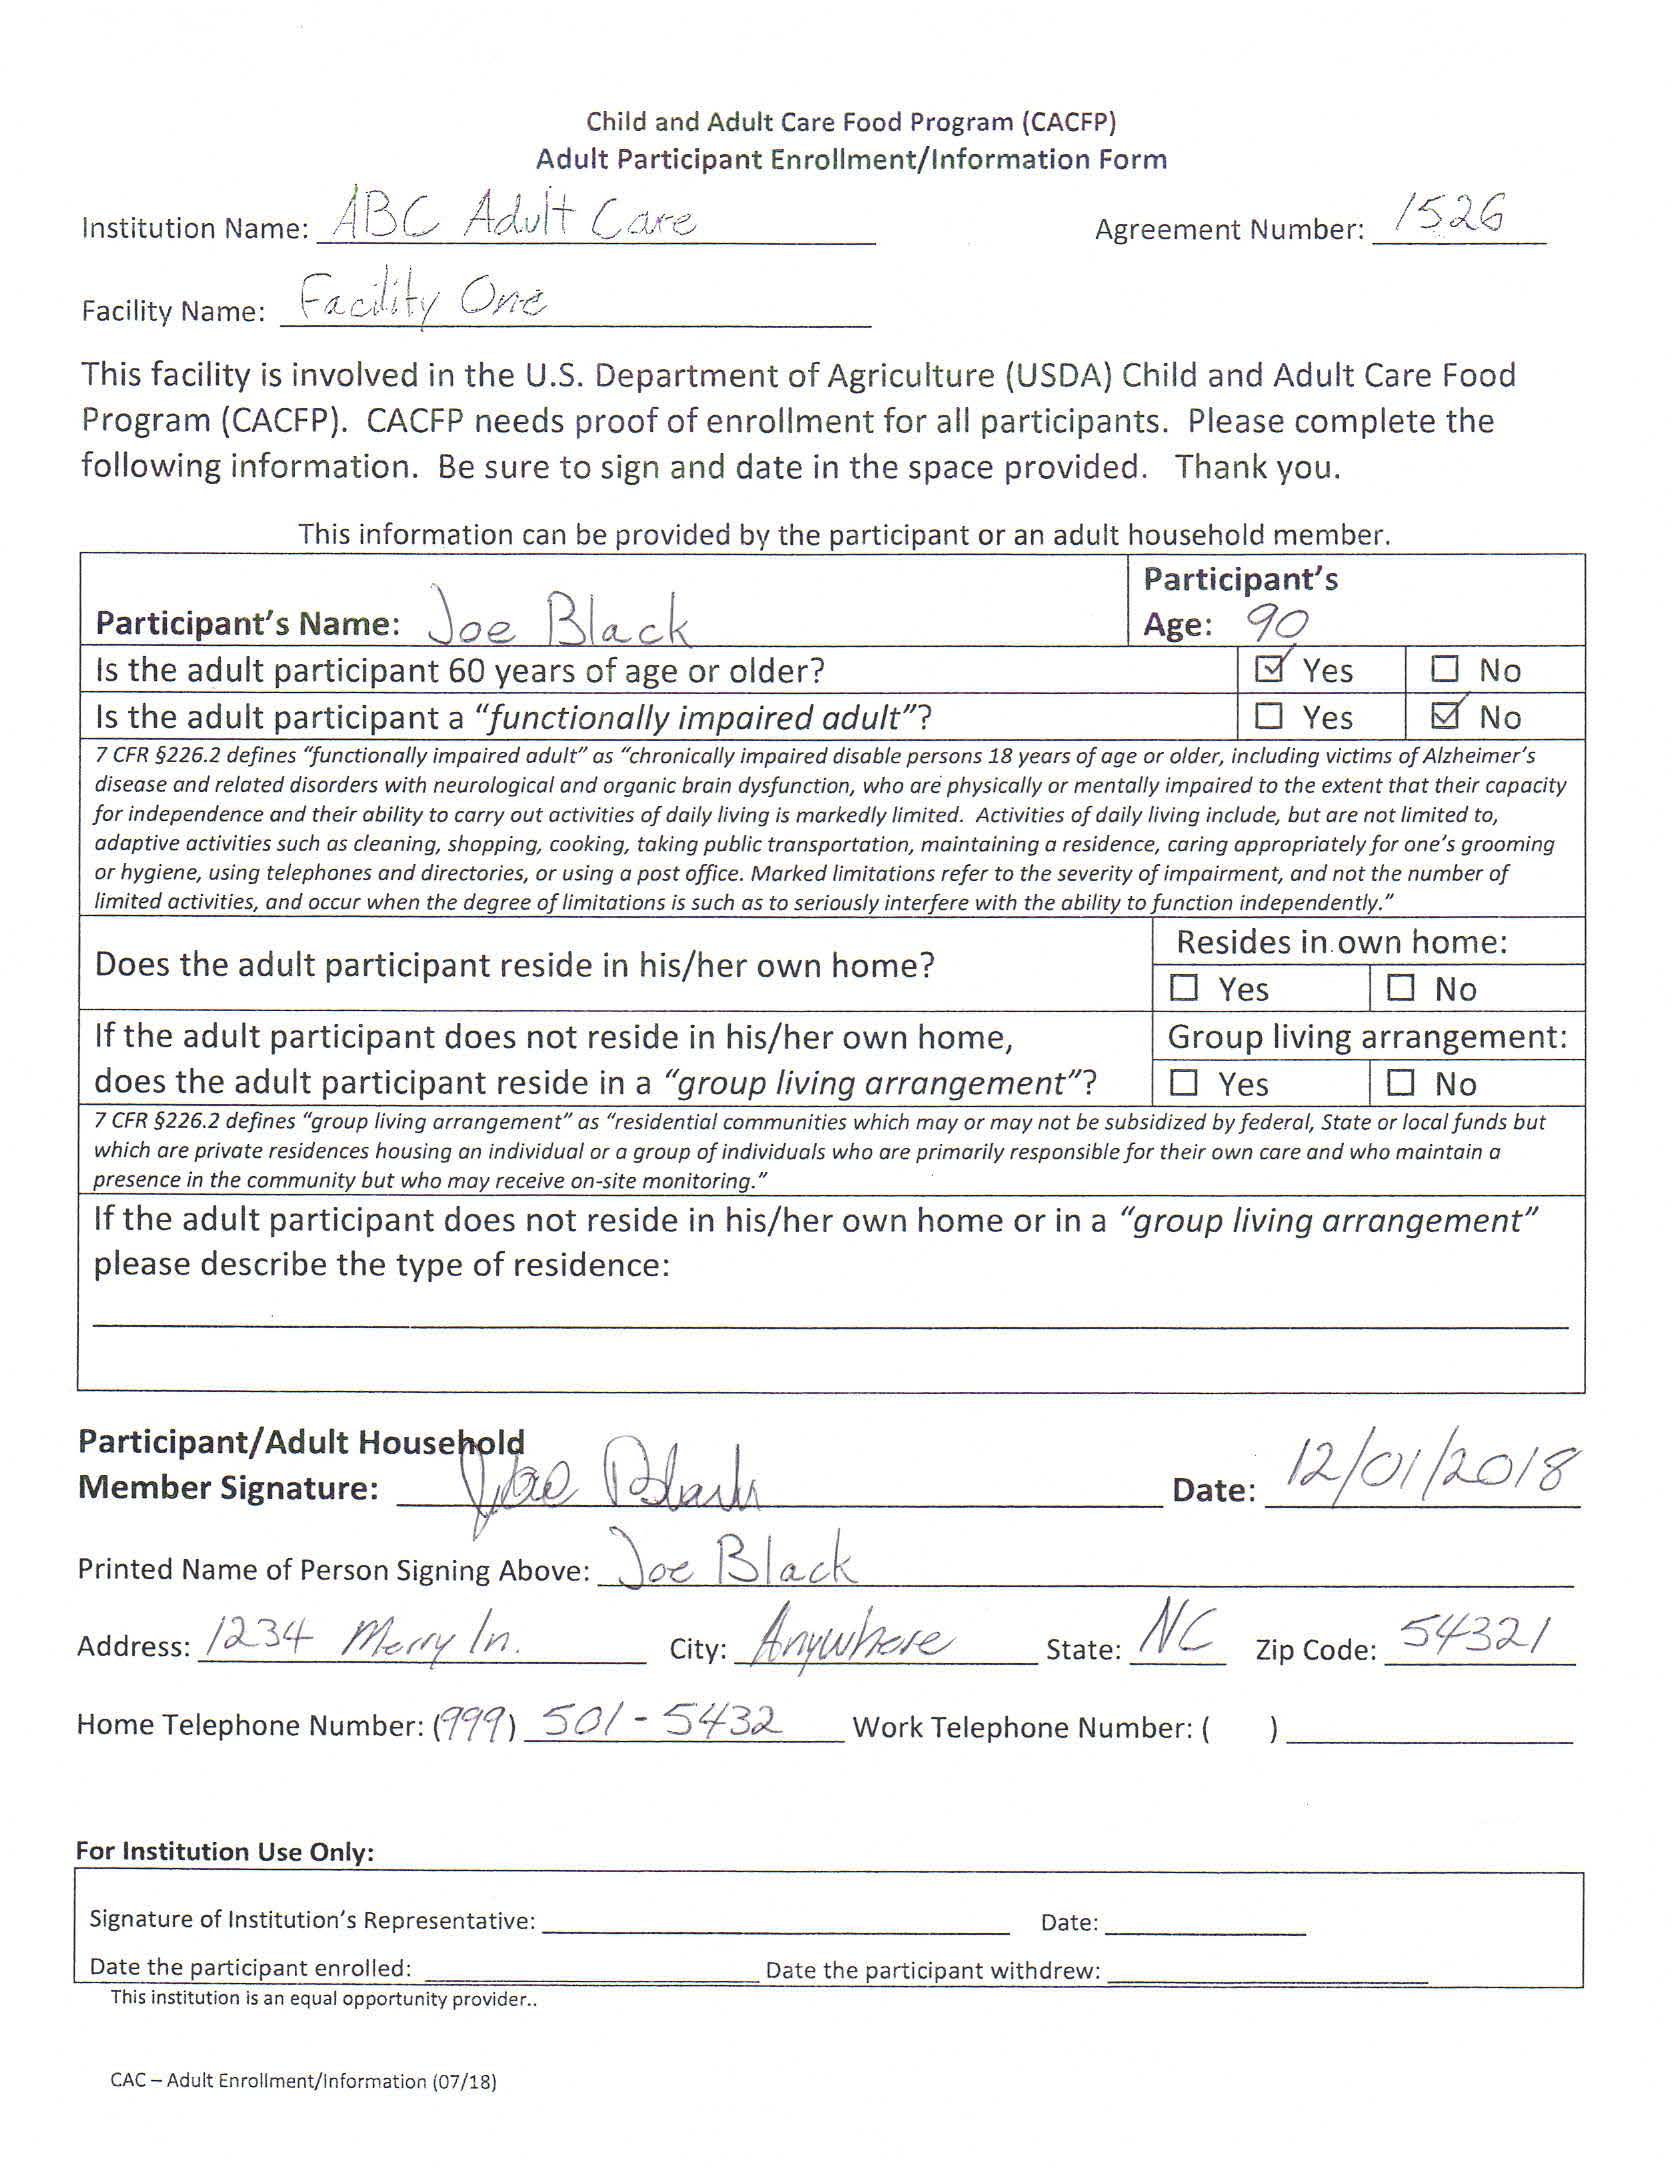 Child and Adult Care Food Program (CACFP)
Adult Participant Enrollment/Information Form
Institution Name: ABC Adult Care Agreement Number: 1526
Facility Name: Facility One
This facility is involved in the U.S. Department of Agriculture (USDA) Child and Adult Care Food
Program (CACFP). CACFP needs proof of enrollment for all participants. Please complete the
following information. Be sure to sign and date in the space provided. Thank you.
This information can be provided by the participant or an adult household member.
Participant's Name: Joe Black Participant's Age: 90
Is the adult participant 60 years of age or older? ☑ Yes ☐ No
Is the adult participant a "functionally impaired adult"? ☐ Yes ☑ No
7 CFR §226.2 defines "functionally impaired adult" as "chronically impaired disable persons 18 years of age or older, including victims of Alzheimer's
disease and related disorders with neurological and organic brain dysfunction, who are physically or mentally impaired to the extent that their capacity
for independence and their ability to carry out activities of daily living is markedly limited. Activities of daily living include, but are not limited to,
adaptive activities such as cleaning, shopping, cooking, taking public transportation, maintaining a residence, caring appropriately for one's grooming
or hygiene, using telephones and directories, or using a post office. Marked limitations refer to the severity of impairment, and not the number of
limited activities, and occur when the degree of limitations is such as to seriously interfere with the ability to function independently."
Does the adult participant reside in his/her own home? Resides in own home:
☐ Yes ☐ No
If the adult participant does not reside in his/her own home, Group living arrangement:
does the adult participant reside in a "group living arrangement"? ☐ Yes ☐ No
7 CFR §226.2 defines "group living arrangement" as "residential communities which may or may not be subsidized by federal, State or local funds but
which are private residences housing an individual or a group of individuals who are primarily responsible for their own care and who maintain a
presence in the community but who may receive on-site monitoring."
If the adult participant does not reside in his/her own home or in a "group living arrangement"
please describe the type of residence:
Participant/Adult Household
Member Signature: Joe Black Date: 12/01/2018
Printed Name of Person Signing Above: Joe Black
Address: 1234 Merry ln. City: Anywhere State: NC Zip Code: 54321
Home Telephone Number: (999) 501-5432 Work Telephone Number: ( )
For Institution Use Only:
Signature of Institution's Representative: Date:
Date the participant enrolled: Date the participant withdrew:
This institution is an equal opportunity provider..
CAC – Adult Enrollment/Information (07/18)